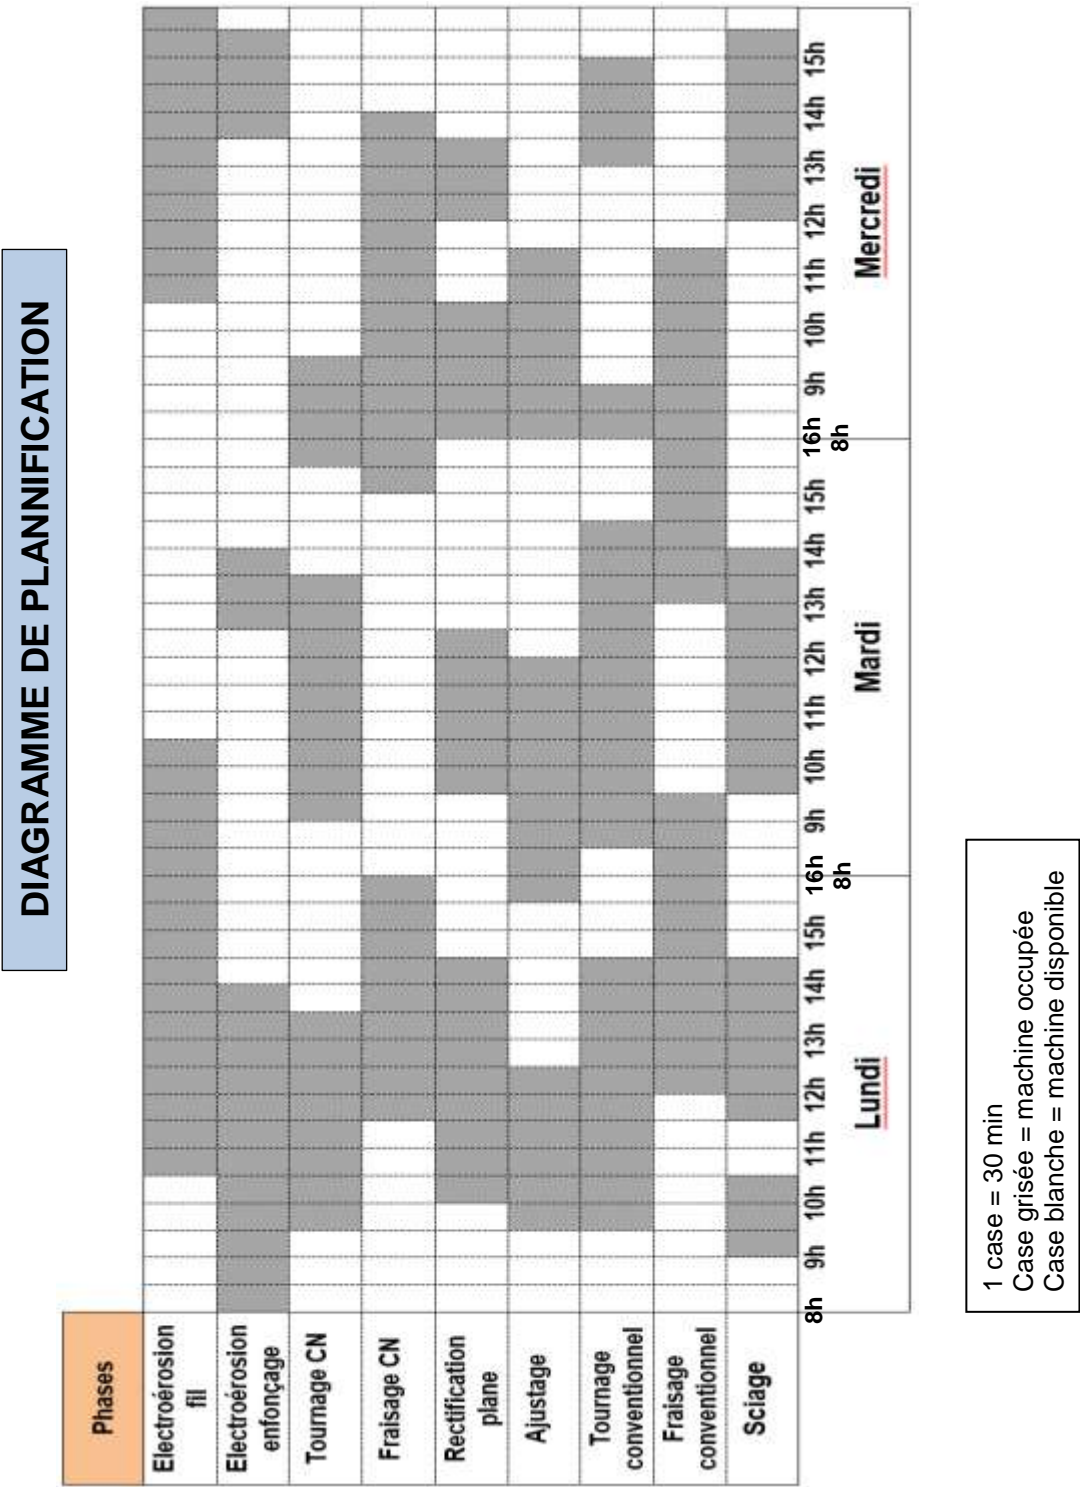 DIAGRAMME DE PLANNIFICATION
Phases
Electroérosion
fil
Electroérosion
enfonçage
Tournage CN
Fraisage CN
Rectification
plane
Ajustage
Tournage
conventionnel
Fraisage
conventionnel
Sciage
8h 9h 10h 11h 12h 13h 14h 15h 16h
8h 9h 10h 11h 12h 13h 14h 15h 16h
8h 9h 10h 11h 12h 13h 14h 15h
Lundi Mardi Mercredi
1 case = 30 min
Case grisée = machine occupée
Case blanche = machine disponible